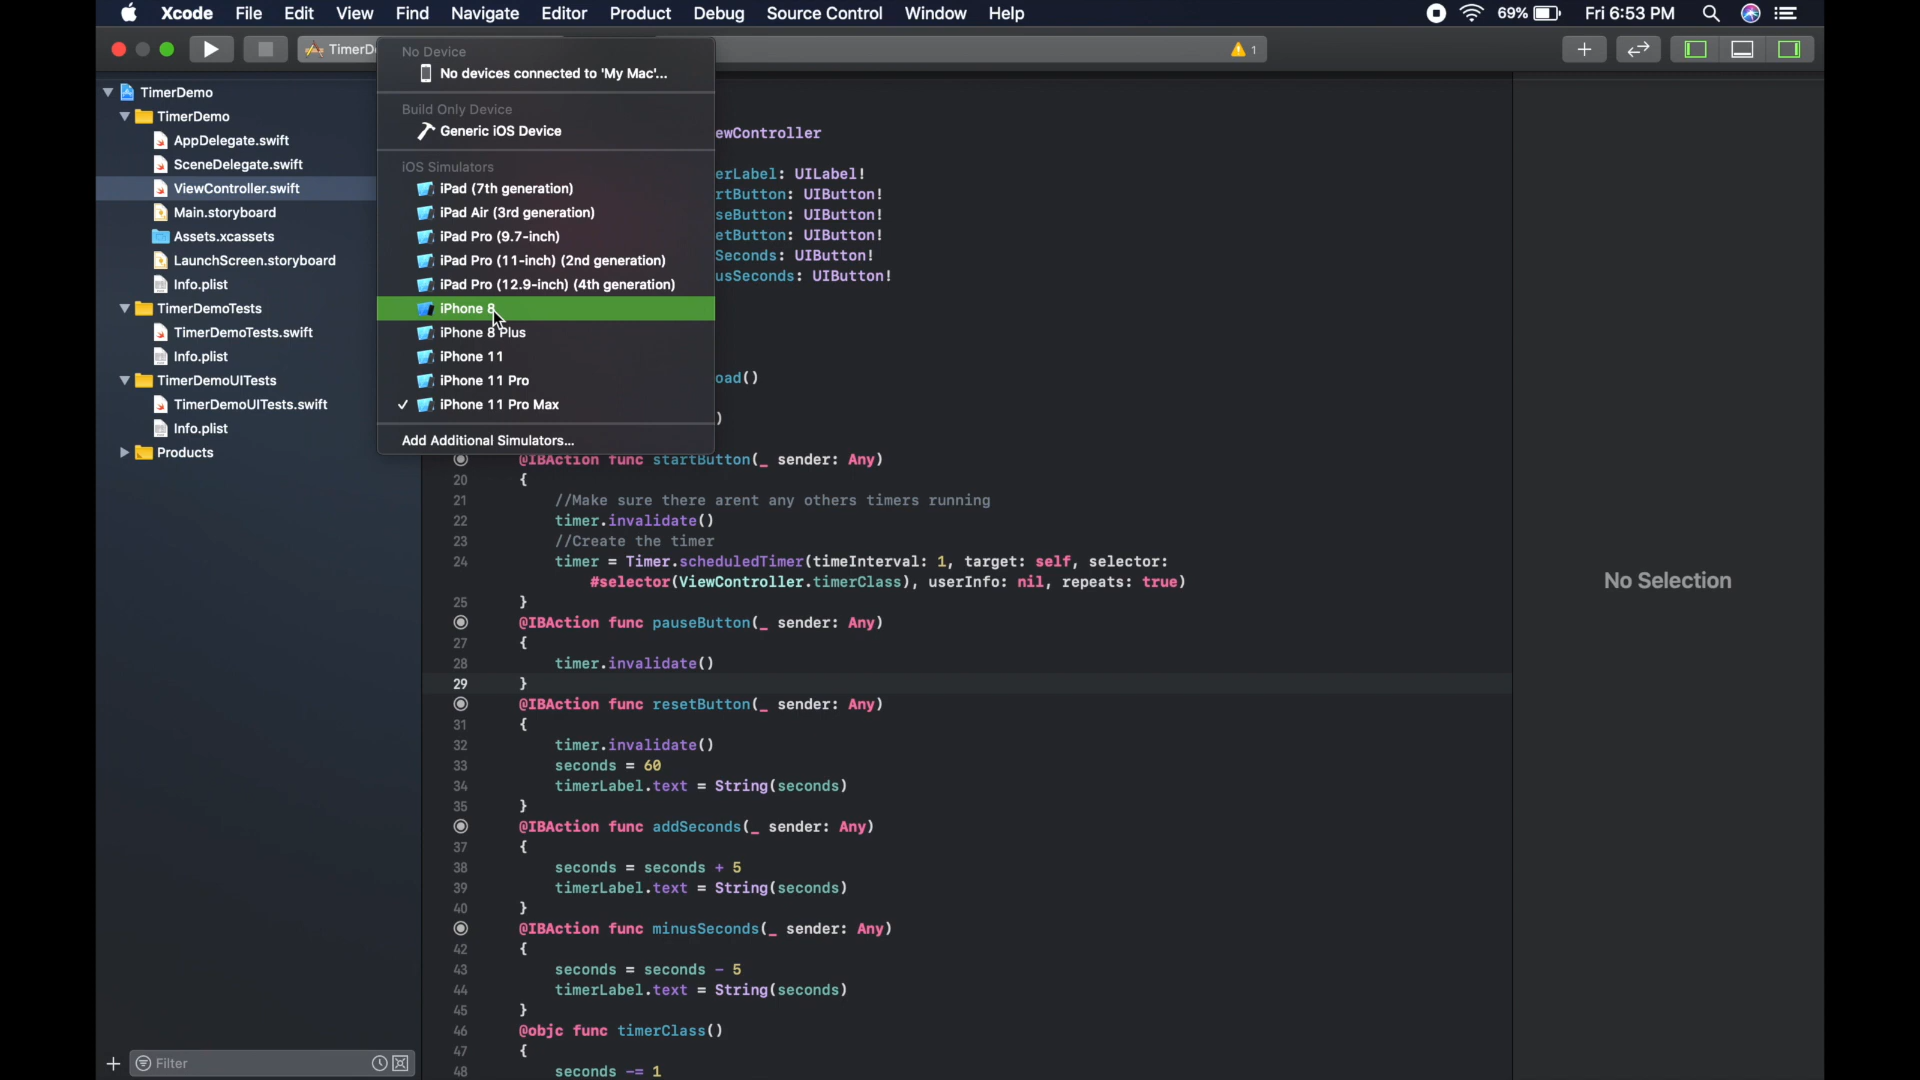 Xcode File Edit View Find Navigate Editor Product Debug Source Control Window Help 69% Fri 6:53 PM
TimerD
1
No Device
No devices connected to 'My Mac'...
Build Only Device
Generic iOS Device
iOS Simulators
iPad (7th generation)
iPad Air (3rd generation)
iPad Pro (9.7-inch)
iPad Pro (11-inch) (2nd generation)
iPad Pro (12.9-inch) (4th generation)
iPhone 8
iPhone 8 Plus
iPhone 11
iPhone 11 Pro
✓ iPhone 11 Pro Max
Add Additional Simulators...
TimerDemo
TimerDemo
AppDelegate.swift
SceneDelegate.swift
ViewController.swift
Main.storyboard
Assets.xcassets
LaunchScreen.storyboard
Info.plist
TimerDemoTests
TimerDemoTests.swift
Info.plist
TimerDemoUITests
TimerDemoUITests.swift
Info.plist
Products
Filter
ewController
erLabel: UILabel!
rtButton: UIButton!
seButton: UIButton!
etButton: UIButton!
Seconds: UIButton!
usSeconds: UIButton!
oad()
)
@IBAction func startButton(_ sender: Any)
20 {
21 //Make sure there arent any others timers running
22 timer.invalidate()
23 //Create the timer
24 timer = Timer.scheduledTimer(timeInterval: 1, target: self, selector:
#selector(ViewController.timerClass), userInfo: nil, repeats: true)
25 }
@IBAction func pauseButton(_ sender: Any)
27 {
28 timer.invalidate()
29 }
@IBAction func resetButton(_ sender: Any)
31 {
32 timer.invalidate()
33 seconds = 60
34 timerLabel.text = String(seconds)
35 }
@IBAction func addSeconds(_ sender: Any)
37 {
38 seconds = seconds + 5
39 timerLabel.text = String(seconds)
40 }
@IBAction func minusSeconds(_ sender: Any)
42 {
43 seconds = seconds - 5
44 timerLabel.text = String(seconds)
45 }
46 @objc func timerClass()
47 {
48 seconds -= 1
No Selection